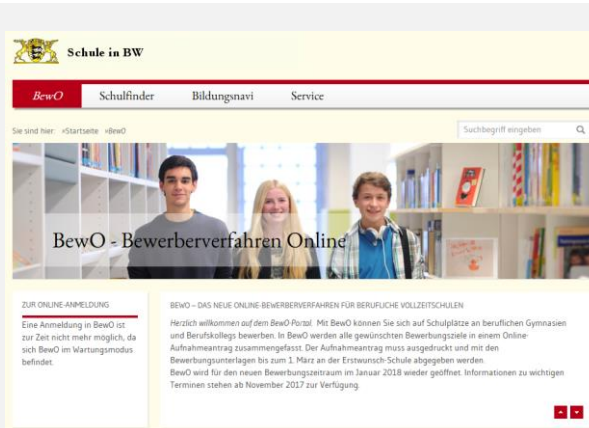 Schule in BW
BewO Schulfinder Bildungsnavi Service
Sie sind hier: »Startseite »BewO
Suchbegriff eingeben
BewO - Bewerberverfahren Online
ZUR ONLINE-ANMELDUNG
Eine Anmeldung in BewO ist
zur Zeit nicht mehr möglich, da
sich BewO im Wartungsmodus
befindet.
BEWO – DAS NEUE ONLINE-BEWERBERVERFAHREN FÜR BERUFLICHE VOLLZEITSCHULEN
Herzlich willkommen auf dem BewO-Portal. Mit BewO können Sie sich auf Schulplätze an beruflichen Gymnasien
und Berufskollegs bewerben. In BewO werden alle gewünschten Bewerbungsziele in einem Online-
Aufnahmeantrag zusammengefasst. Der Aufnahmeantrag muss ausgedruckt und mit den
Bewerbungsunterlagen bis zum 1. März an der Erstwunsch-Schule abgegeben werden.
BewO wird für den neuen Bewerbungszeitraum im Januar 2018 wieder geöffnet. Informationen zu wichtigen
Terminen stehen ab November 2017 zur Verfügung.